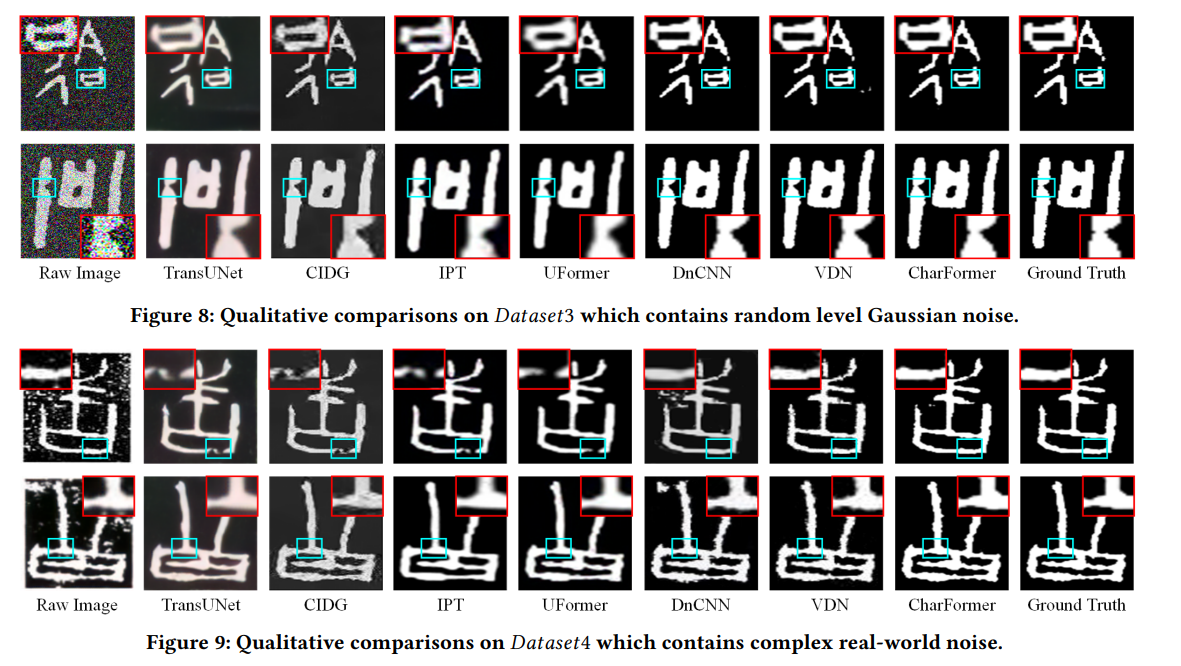 Raw Image TransUNet CIDG IPT UFormer DnCNN VDN CharFormer Ground Truth
Figure 8: Qualitative comparisons on Dataset3 which contains random level Gaussian noise.
Raw Image TransUNet CIDG IPT UFormer DnCNN VDN CharFormer Ground Truth
Figure 9: Qualitative comparisons on Dataset4 which contains complex real-world noise.